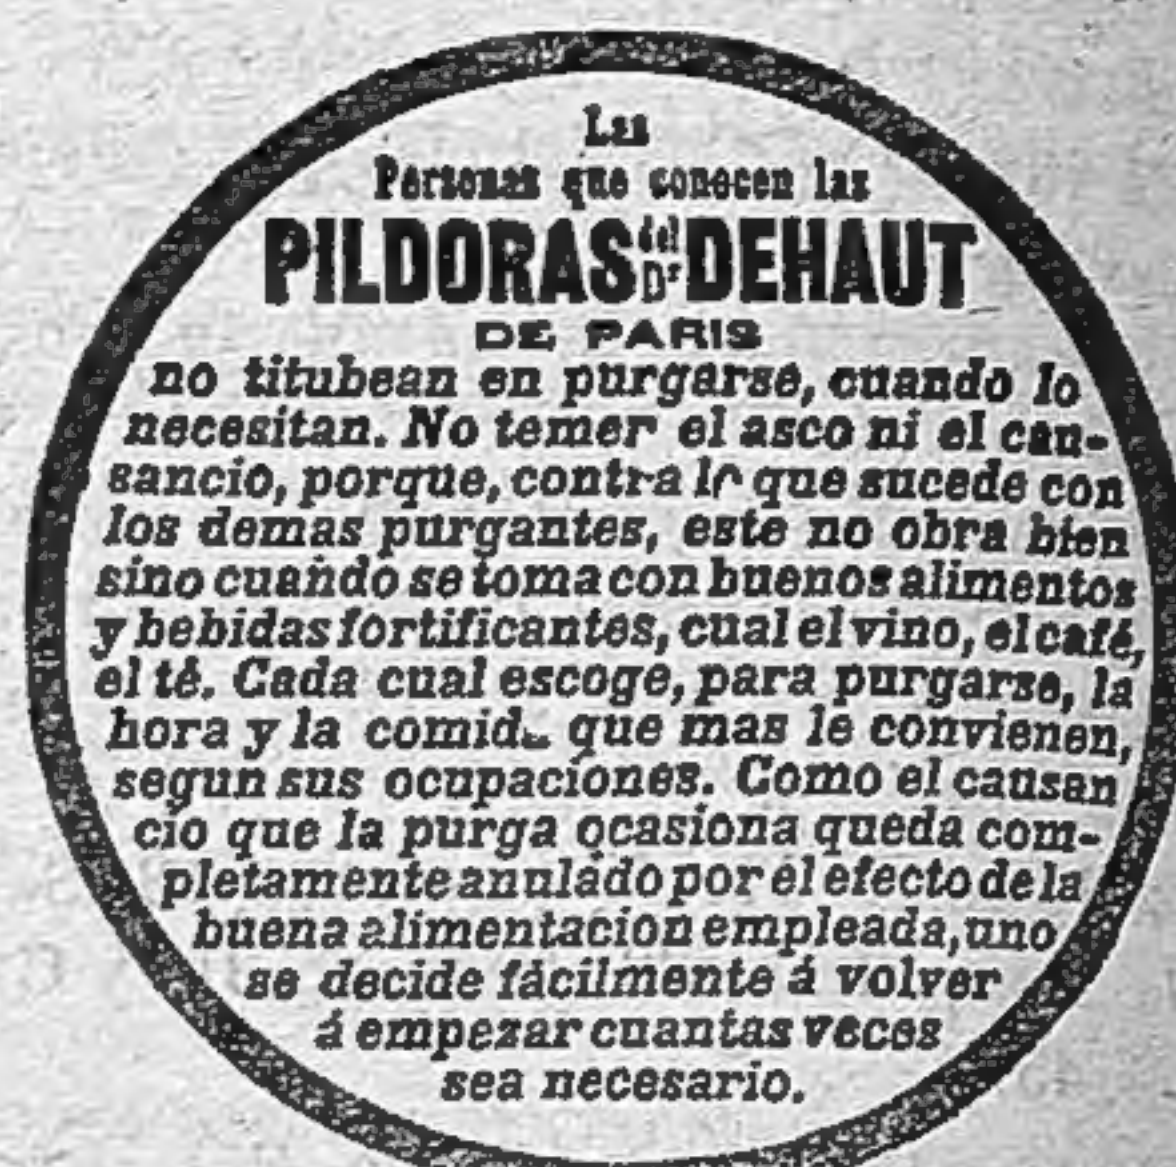 Las
Personas que conocen las
PILDORAS del Dr DEHAUT
DE PARIS
no titubean en purgarse, cuando lo
necesitan. No temer el asco ni el cau-
sancio, porque, contra lo que sucede con
los demas purgantes, este no obra bien
sino cuando se toma con buenos alimentos
y bebidas fortificantes, cual el vino, el café,
el té. Cada cual escoge, para purgarse, la
hora y la comida que mas le convienen,
segun sus ocupaciones. Como el causan
cio que la purga ocasiona queda com-
pletamente anulado por el efecto de la
buena alimentacion empleada, uno
se decide fácilmente á volver
á empezar cuantas veces
sea necesario.